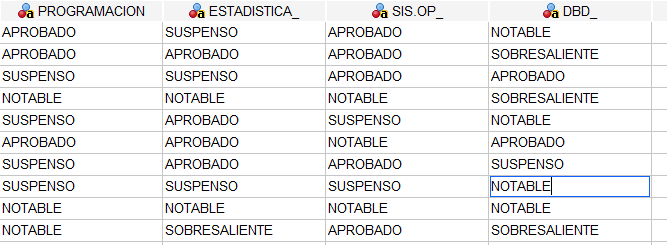 PROGRAMACION ESTADISTICA_ SIS.OP_ DBD_
APROBADO SUSPENSO APROBADO NOTABLE
APROBADO APROBADO APROBADO SOBRESALIENTE
SUSPENSO SUSPENSO APROBADO APROBADO
NOTABLE NOTABLE NOTABLE SOBRESALIENTE
SUSPENSO APROBADO SUSPENSO NOTABLE
APROBADO APROBADO NOTABLE APROBADO
SUSPENSO APROBADO APROBADO SUSPENSO
SUSPENSO SUSPENSO SUSPENSO NOTABLE
NOTABLE NOTABLE NOTABLE NOTABLE
NOTABLE SOBRESALIENTE APROBADO SOBRESALIENTE